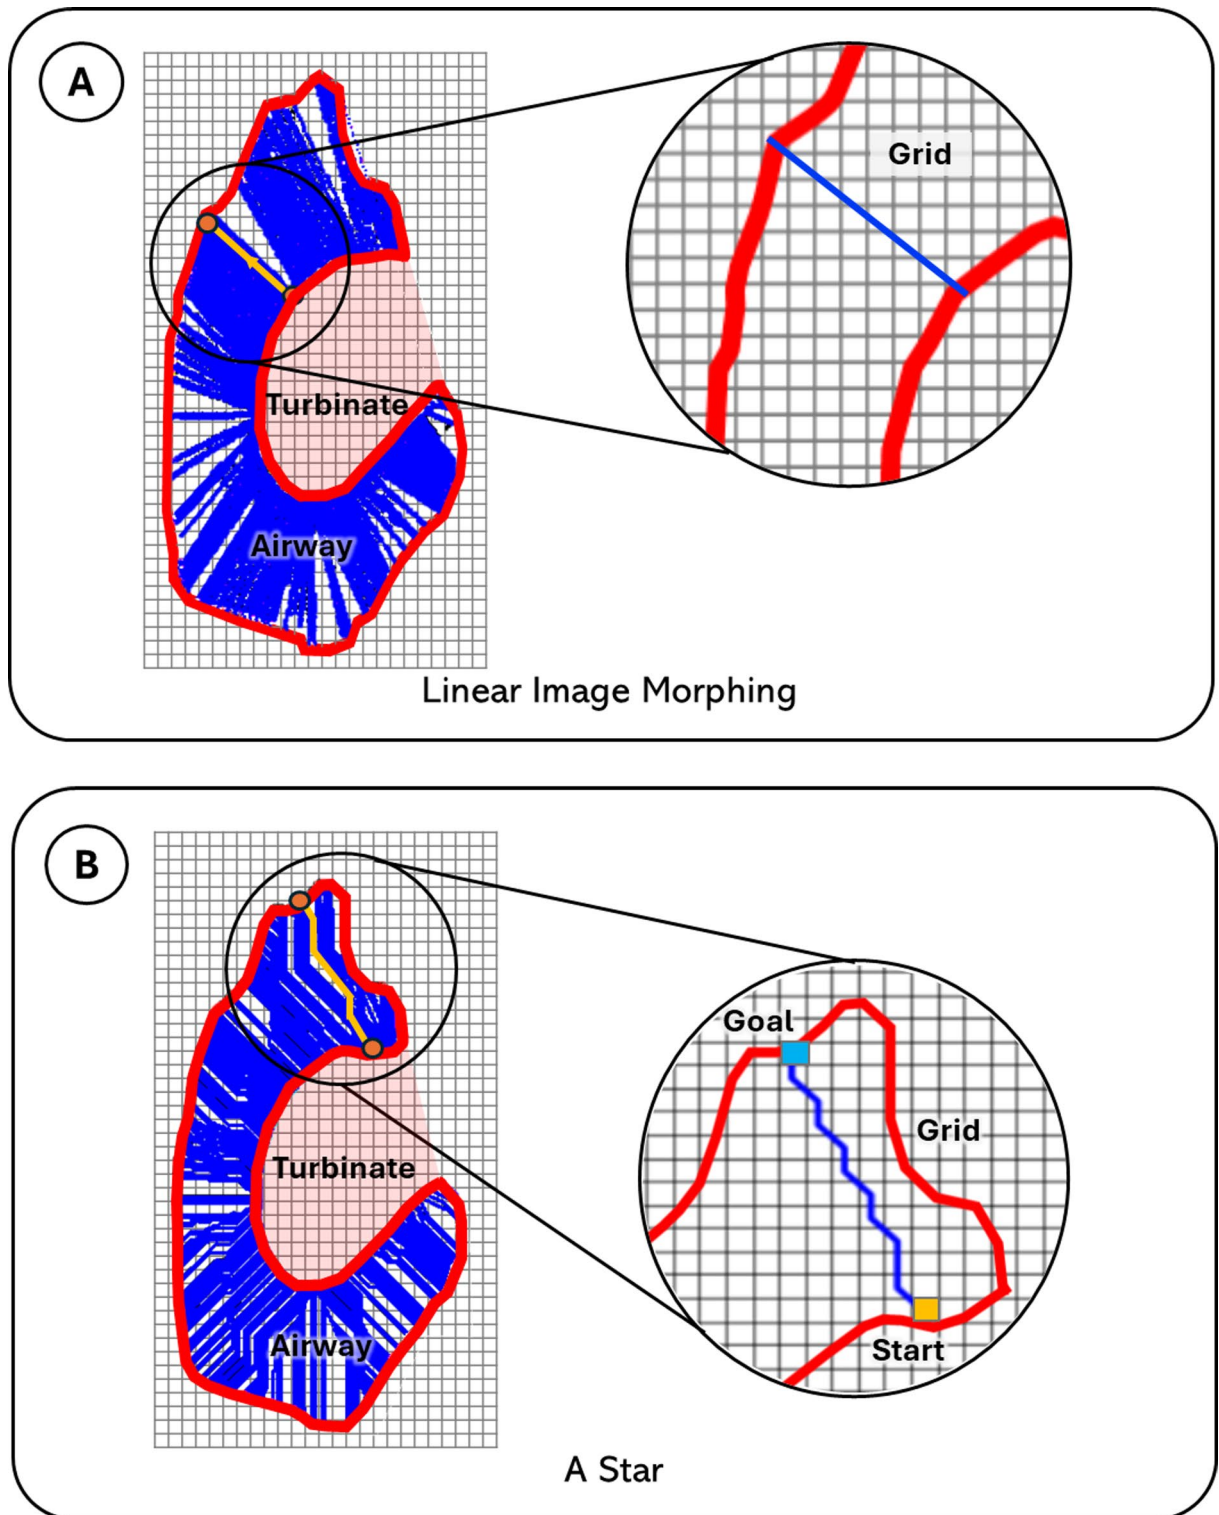 A
Grid
Turbinate
Airway
Linear Image Morphing
B
Goal
Grid
Turbinate
Airway
Start
A Star